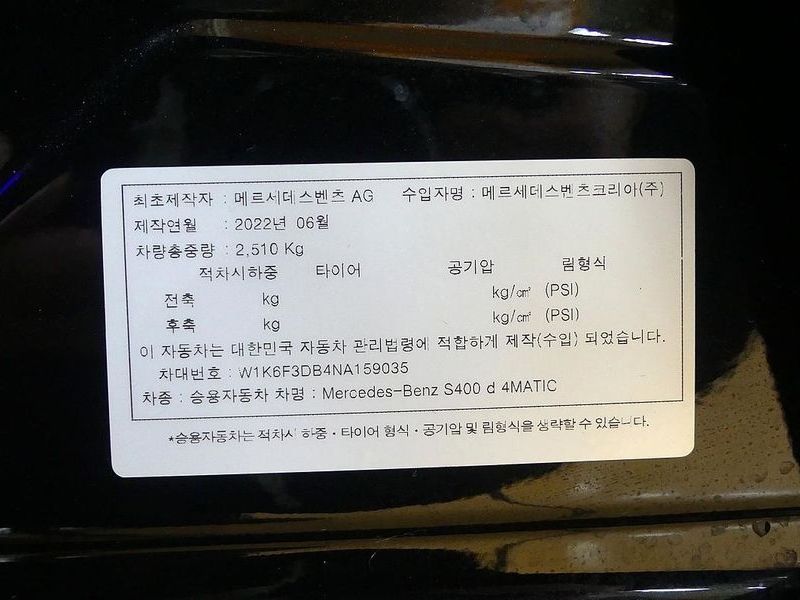 최초제작자 : 메르세데스벤츠 AG 수입자명 : 메르세데스벤츠코리아(주)
제작연월 : 2022년 06월
차량총중량 : 2,510 Kg
적차시하중 타이어 공기압 림형식
전축 kg kg/㎠ (PSI)
후축 kg kg/㎠ (PSI)
이 자동차는 대한민국 자동차 관리법령에 적합하게 제작(수입) 되었습니다.
차대번호 : W1K6F3DB4NA159035
차종 : 승용자동차 차명 : Mercedes-Benz S400 d 4MATIC
*승용자동차는 적차시 하중・타이어 형식・공기압 및 림형식을 생략할 수 있습니다.